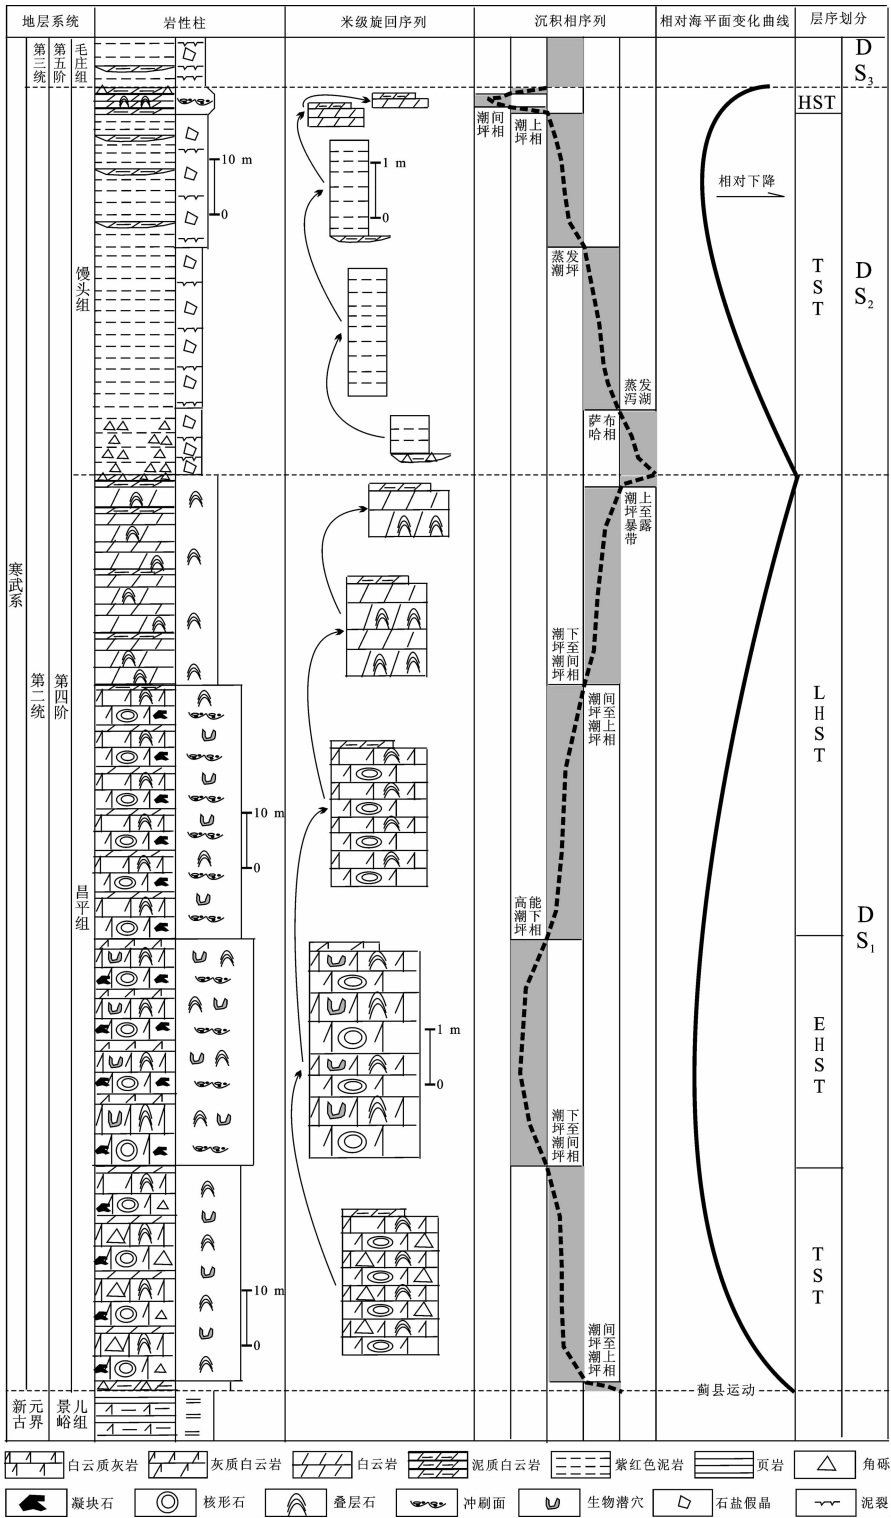 地层系统 岩性柱 米级旋回序列 沉积相序列 相对海平面变化曲线 层序划分
第三统 第五阶 毛庄组
DS3
HST
潮间坪相
潮上坪相
10 m
0
1 m
0
相对下降
蒸发潮坪
馒头组
TST
DS2
蒸发泻湖
萨布哈相
潮上坪至暴露带
寒武系
第二统
第四阶
潮下坪至潮间坪相
潮间坪至潮上坪相
LHST
10 m
0
昌平组
高能潮下坪相
DS1
EHST
1 m
0
潮下坪至潮间坪相
TST
10 m
0
潮间坪至潮上坪相
蓟县运动
新元古界
景儿峪组
白云质灰岩 灰质白云岩 白云岩 泥质白云岩 紫红色泥岩 页岩 角砾
凝块石 核形石 叠层石 冲刷面 生物潜穴 石盐假晶 泥裂